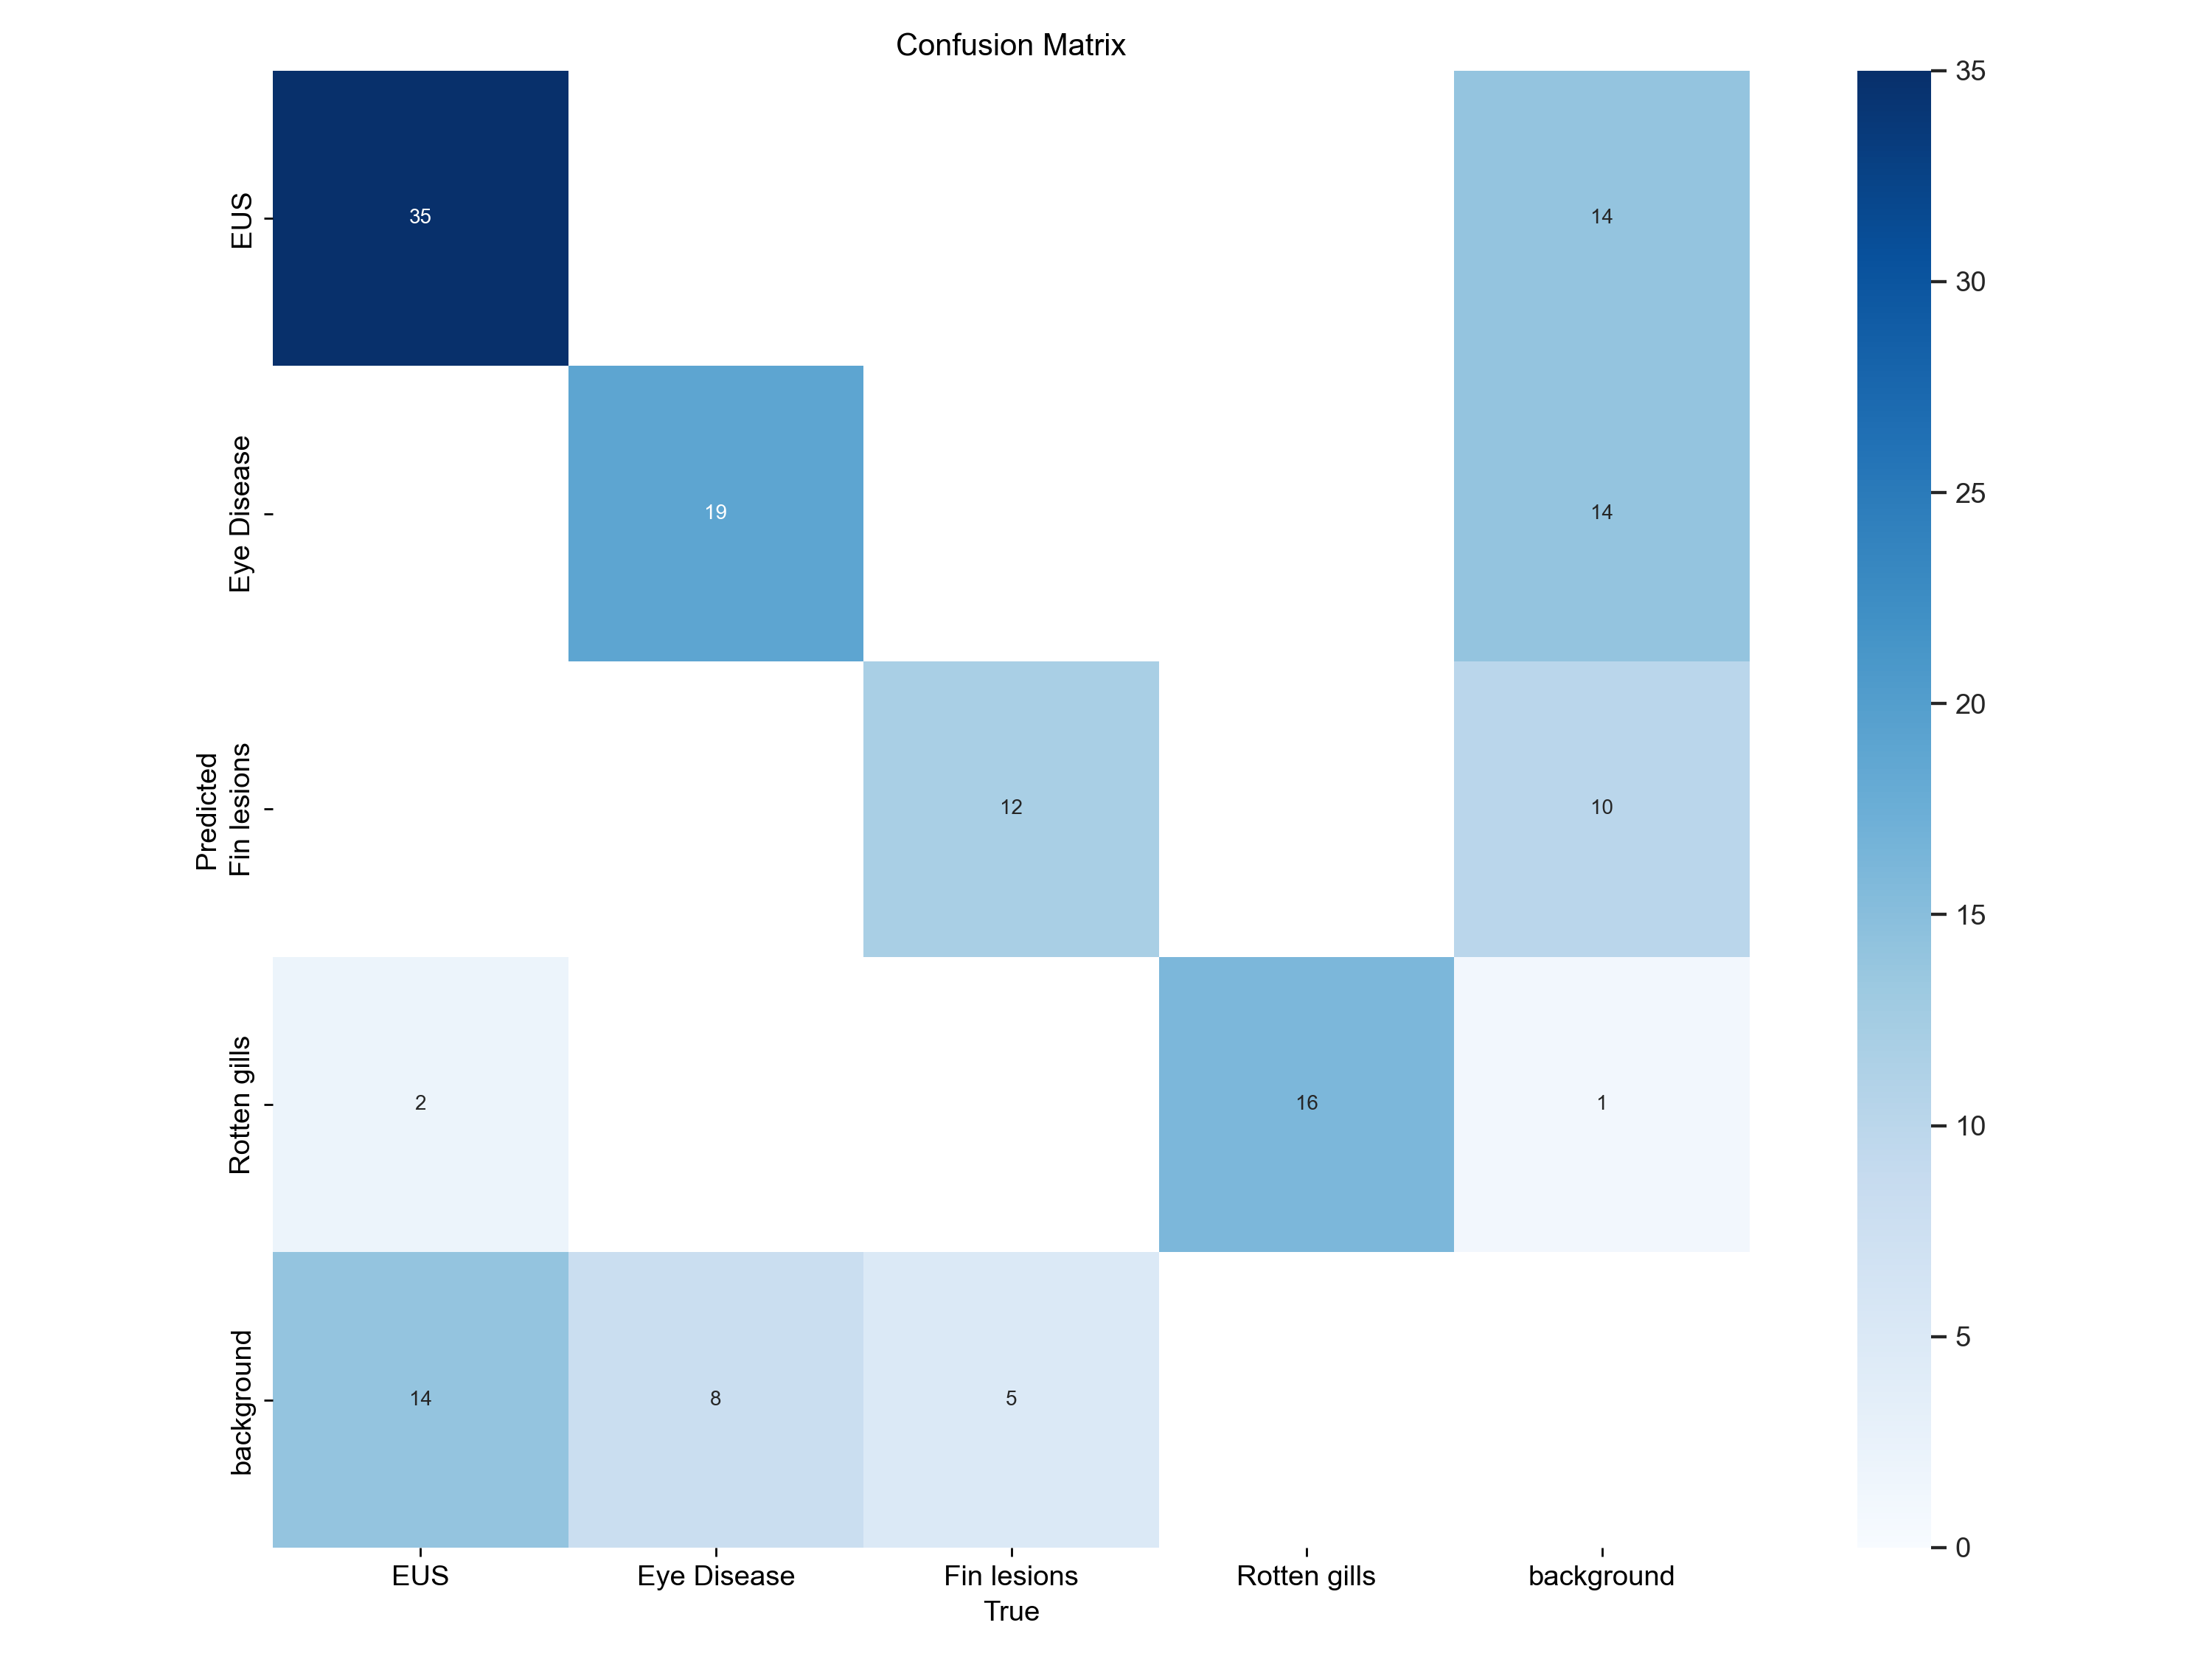 Confusion Matrix
EUS
35
14
Eye Disease
19
14
Predicted
Fin lesions
12
10
Rotten gills
2
16
1
background
14
8
5
EUS
Eye Disease
Fin lesions
Rotten gills
background
True
35
30
25
20
15
10
5
0